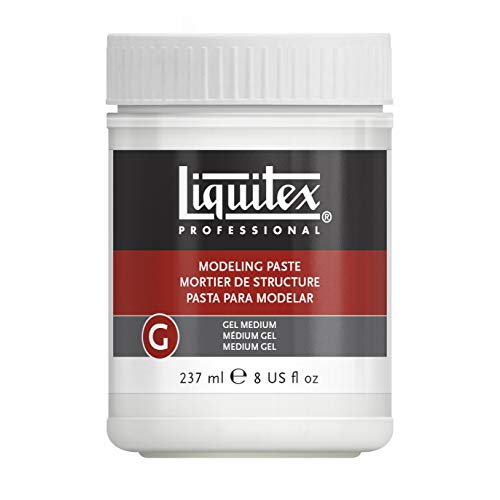 Liquitex®
PROFESSIONAL
MODELING PASTE
MORTIER DE STRUCTURE
PASTA PARA MODELAR
G
GEL MEDIUM
MÉDIUM GEL
MEDIUM GEL
237 ml ℮ 8 US fl oz